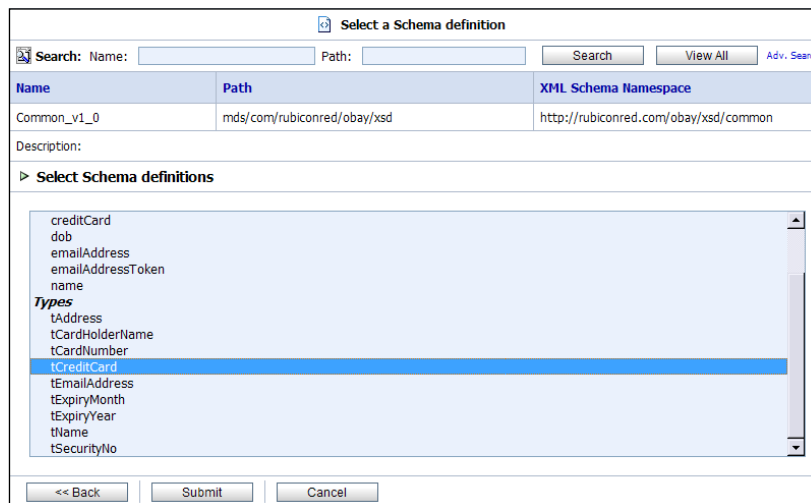 Select a Schema definition
Search: Name: Path: Search View All Adv. Sear
Name Path XML Schema Namespace
Common_v1_0 mds/com/rubiconred/obay/xsd http://rubiconred.com/obay/xsd/common
Description:
Select Schema definitions
creditCard
dob
emailAddress
emailAddressToken
name
Types
tAddress
tCardHolderName
tCardNumber
tCreditCard
tEmailAddress
tExpiryMonth
tExpiryYear
tName
tSecurityNo
<< Back Submit Cancel